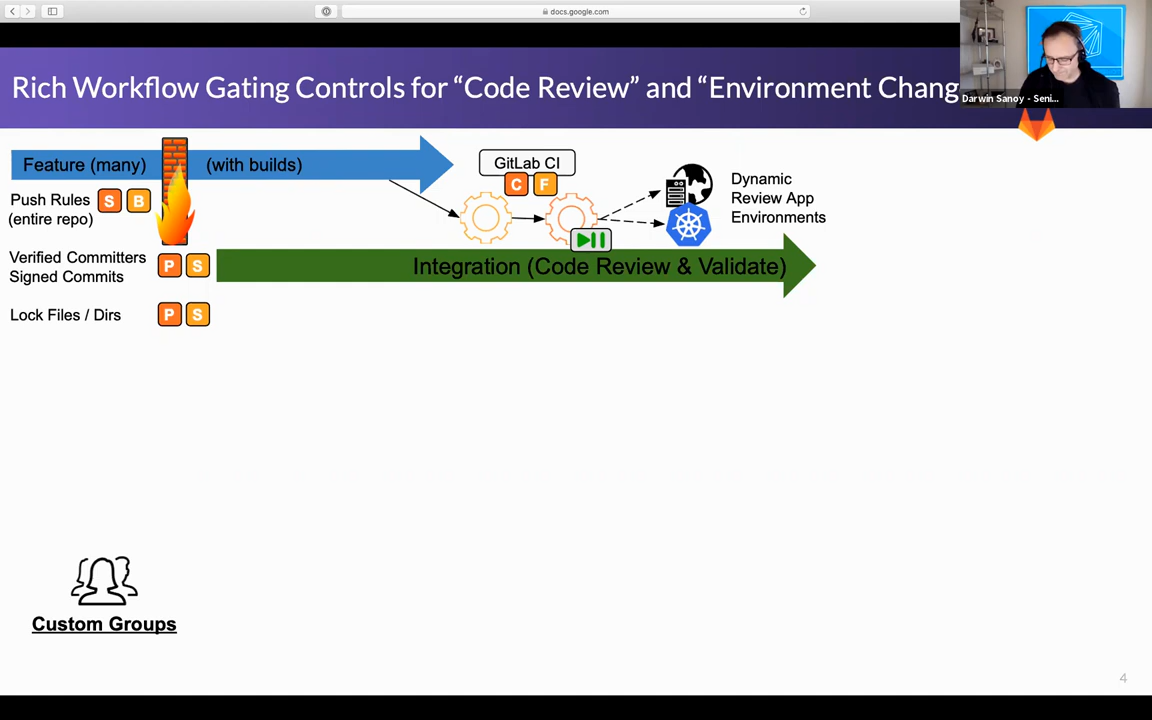 docs.google.com
Rich Workflow Gating Controls for “Code Review” and “Environment Chang
Darwin Sanoy - Seni...
Feature (many)
(with builds)
GitLab CI
C F
Push Rules
(entire repo)
S B
Dynamic
Review App
Environments
Verified Committers
Signed Commits
P S
Integration (Code Review & Validate)
Lock Files / Dirs
P S
Custom Groups
4